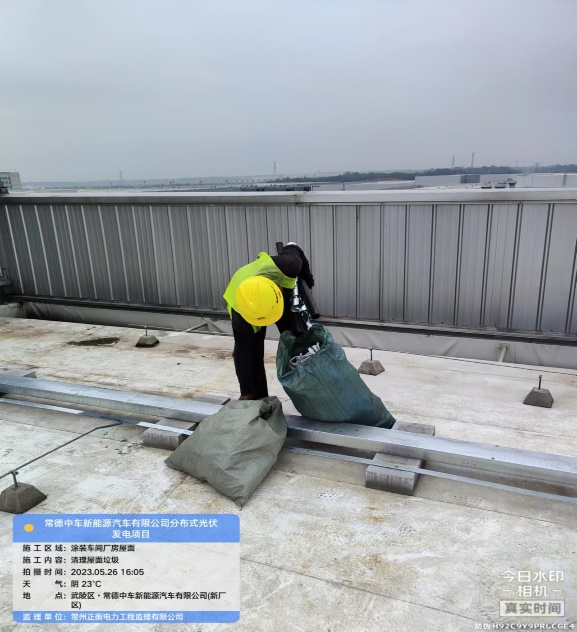 常德中车新能源汽车有限公司分布式光伏
发电项目
施工区域：涂装车间厂房屋面
施工内容：清理屋面垃圾
拍摄时间：2023.05.26 16:05
天　　气：阴 23℃
地　　点：武陵区·常德中车新能源汽车有限公司(新厂
区)
监理单位：常州正衡电力工程监理有限公司
今日水印
相机
真实时间
防伪 H9ZC9Y9PRLCGE4